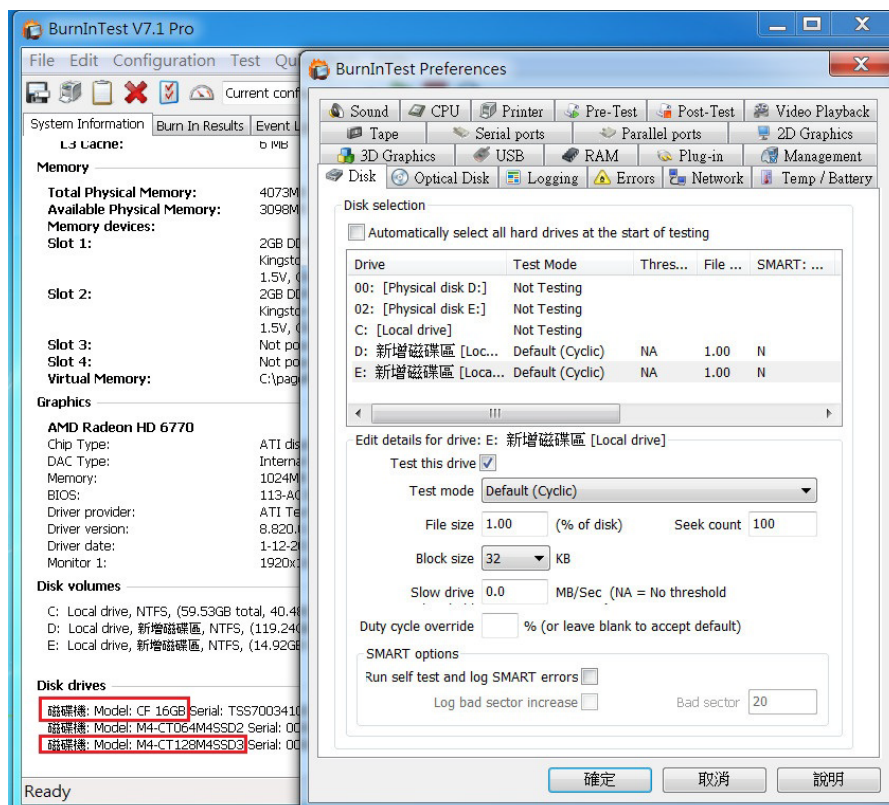 BurnInTest V7.1 Pro
File Edit Configuration Test
Current conf
System Information Burn In Results Event L
L3 Cache: 6 MB
Memory
Total Physical Memory: 4073M
Available Physical Memory: 3098M
Memory devices:
Slot 1: 2GB DD
Kingsto
1.5V,
Slot 2: 2GB DD
Kingsto
1.5V,
Slot 3: Not po
Slot 4: Not po
Virtual Memory: C:\pag
Graphics
AMD Radeon HD 6770
Chip Type: ATI dis
DAC Type: Interna
Memory: 1024M
BIOS: 113-AC
Driver provider: ATI Te
Driver version: 8.820.
Driver date: 1-12-2
Monitor 1: 1920x
Disk volumes
C: Local drive, NTFS, (59.53GB total, 40.4
D: Local drive, 新增磁碟區, NTFS, (119.24G
E: Local drive, 新增磁碟區, NTFS, (14.92GB
Disk drives
磁碟機: Model: CF 16GB Serial: TSS7003410
磁碟機: Model: M4-CT064M4SSD2 Serial: 00
磁碟機: Model: M4-CT128M4SSD3 Serial: 00
Ready
BurnInTest Preferences
Sound CPU Printer Pre-Test Post-Test Video Playback
Tape Serial ports Parallel ports 2D Graphics
3D Graphics USB RAM Plug-in Management
Disk Optical Disk Logging Errors Network Temp / Battery
Disk selection
Automatically select all hard drives at the start of testing
Drive Test Mode Thres... File ... SMART: ...
00: [Physical disk D:] Not Testing
02: [Physical disk E:] Not Testing
C: [Local drive] Not Testing
D: 新增磁碟區 [Loc... Default (Cyclic) NA 1.00 N
E: 新增磁碟區 [Loca... Default (Cyclic) NA 1.00 N
Edit details for drive: E: 新增磁碟區 [Local drive]
Test this drive
Test mode Default (Cyclic)
File size 1.00 (% of disk) Seek count 100
Block size 32 KB
Slow drive 0.0 MB/Sec (NA = No threshold
Duty cycle override % (or leave blank to accept default)
SMART options
Run self test and log SMART errors
Log bad sector increase Bad sector 20
確定 取消 說明